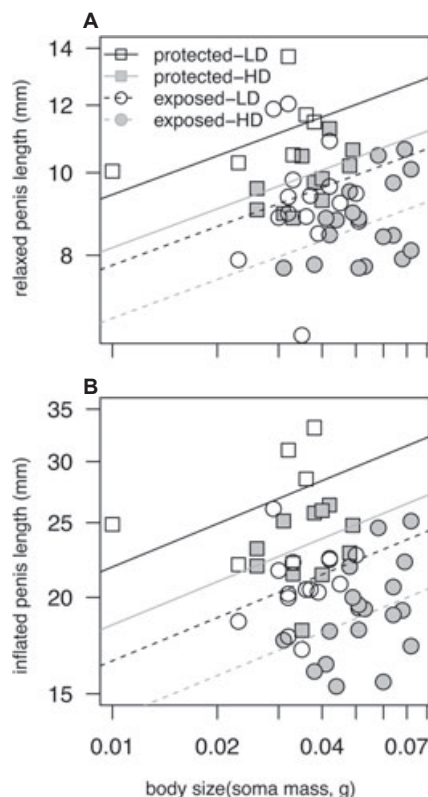 A
14
12
10
8
relaxed penis length (mm)
protected–LD
protected–HD
exposed–LD
exposed–HD
B
35
30
25
20
15
inflated penis length (mm)
0.01
0.02
0.04
0.07
body size(soma mass, g)